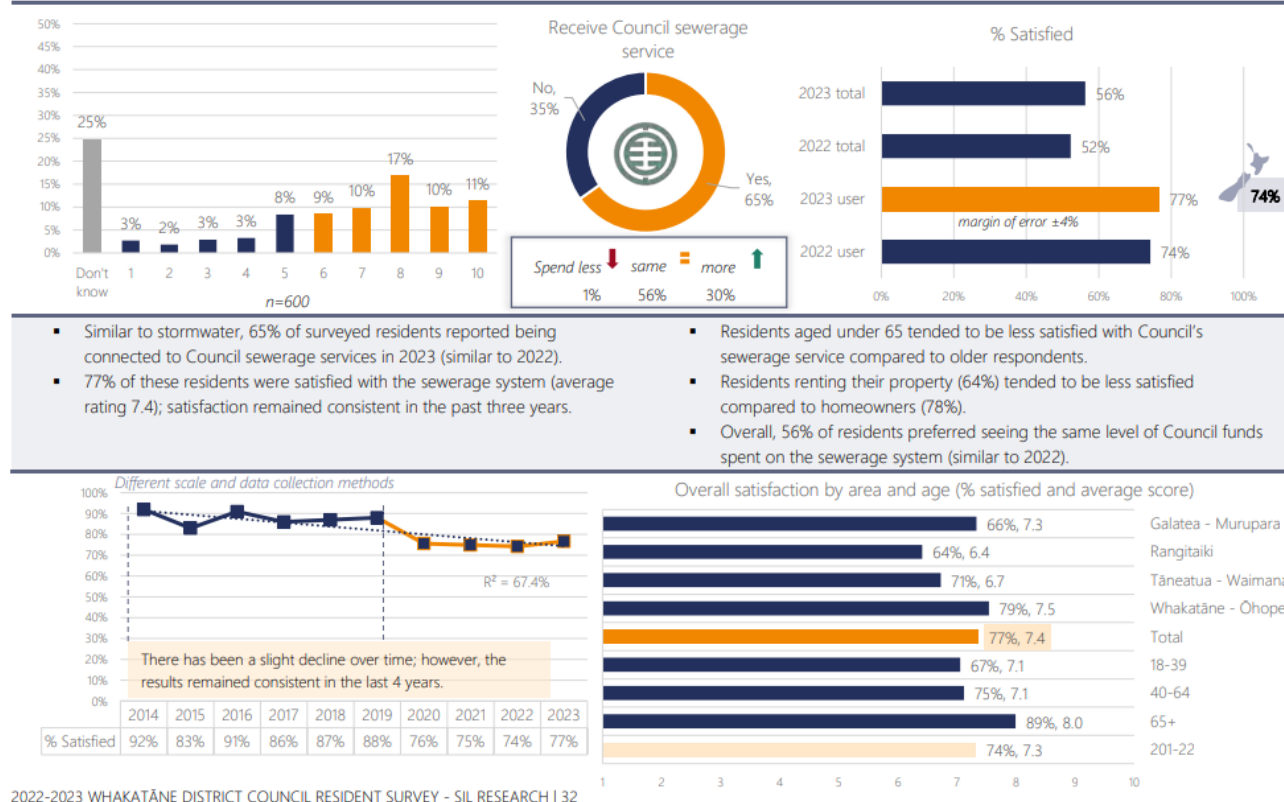 50%
45%
40%
35%
30%
25%
20%
15%
10%
5%
0%
25%
3%
2%
3%
3%
8%
9%
10%
17%
10%
11%
Don't know
1
2
3
4
5
6
7
8
9
10
n=600
Receive Council sewerage
service
No,
35%
Yes,
65%
Spend less same = more
1% 56% 30%
% Satisfied
2023 total 56%
2022 total 52%
2023 user 77%
74%
margin of error ±4%
2022 user 74%
0% 20% 40% 60% 80% 100%
▪ Similar to stormwater, 65% of surveyed residents reported being
connected to Council sewerage services in 2023 (similar to 2022).
▪ 77% of these residents were satisfied with the sewerage system (average
rating 7.4); satisfaction remained consistent in the past three years.
▪ Residents aged under 65 tended to be less satisfied with Council's
sewerage service compared to older respondents.
▪ Residents renting their property (64%) tended to be less satisfied
compared to homeowners (78%).
▪ Overall, 56% of residents preferred seeing the same level of Council funds
spent on the sewerage system (similar to 2022).
Different scale and data collection methods
100%
90%
80%
70%
60%
50%
40%
30%
20%
10%
0%
R² = 67.4%
There has been a slight decline over time; however, the
results remained consistent in the last 4 years.
2014 2015 2016 2017 2018 2019 2020 2021 2022 2023
% Satisfied 92% 83% 91% 86% 87% 88% 76% 75% 74% 77%
Overall satisfaction by area and age (% satisfied and average score)
66%, 7.3 Galatea - Murupara
64%, 6.4 Rangitaiki
71%, 6.7 Tāneatua - Waimana
79%, 7.5 Whakatāne - Ōhope
77%, 7.4 Total
67%, 7.1 18-39
75%, 7.1 40-64
89%, 8.0 65+
74%, 7.3 201-22
1 2 3 4 5 6 7 8 9 10
2022-2023 WHAKATĀNE DISTRICT COUNCIL RESIDENT SURVEY - SIL RESEARCH | 32